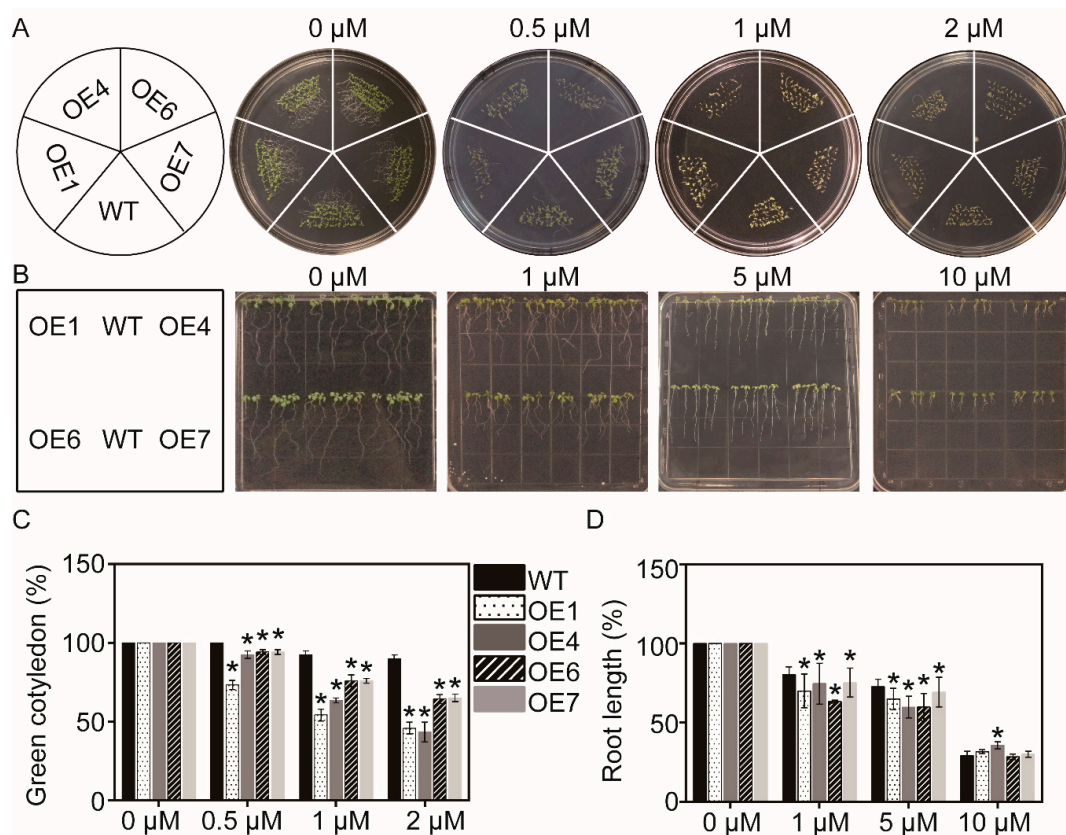 A
0 µM 0.5 µM 1 µM 2 µM
OE4 OE6
OE1 OE7
WT
B
0 µM 1 µM 5 µM 10 µM
OE1 WT OE4
OE6 WT OE7
C
Green cotyledon (%)
150
100
50
0
* * * *
* * * *
* * * *
0 µM 0.5 µM 1 µM 2 µM
WT
OE1
OE4
OE6
OE7
D
Root length (%)
150
100
50
0
* * * *
* * * *
*
0 µM 1 µM 5 µM 10 µM